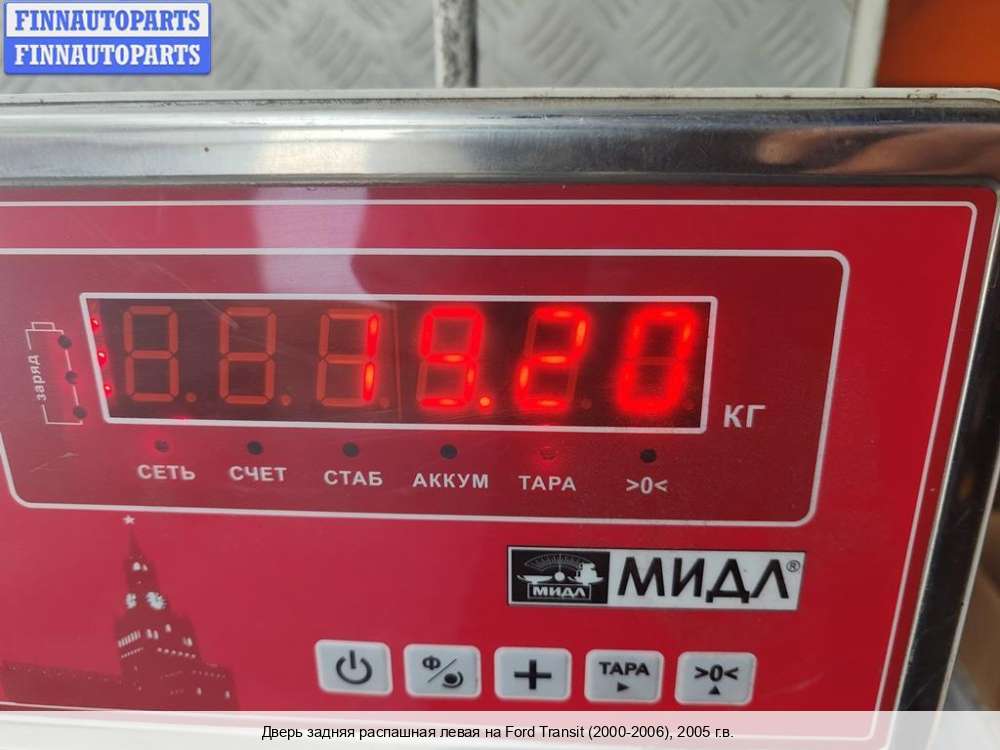 FINNAUTOPARTS
FINNAUTOPARTS
заряд
19.20
КГ
СЕТЬ СЧЕТ СТАБ АККУМ ТАРА >0<
МИДЛ МИДЛ®
Ф ТАРА >0<
Дверь задняя распашная левая на Ford Transit (2000-2006), 2005 г.в.